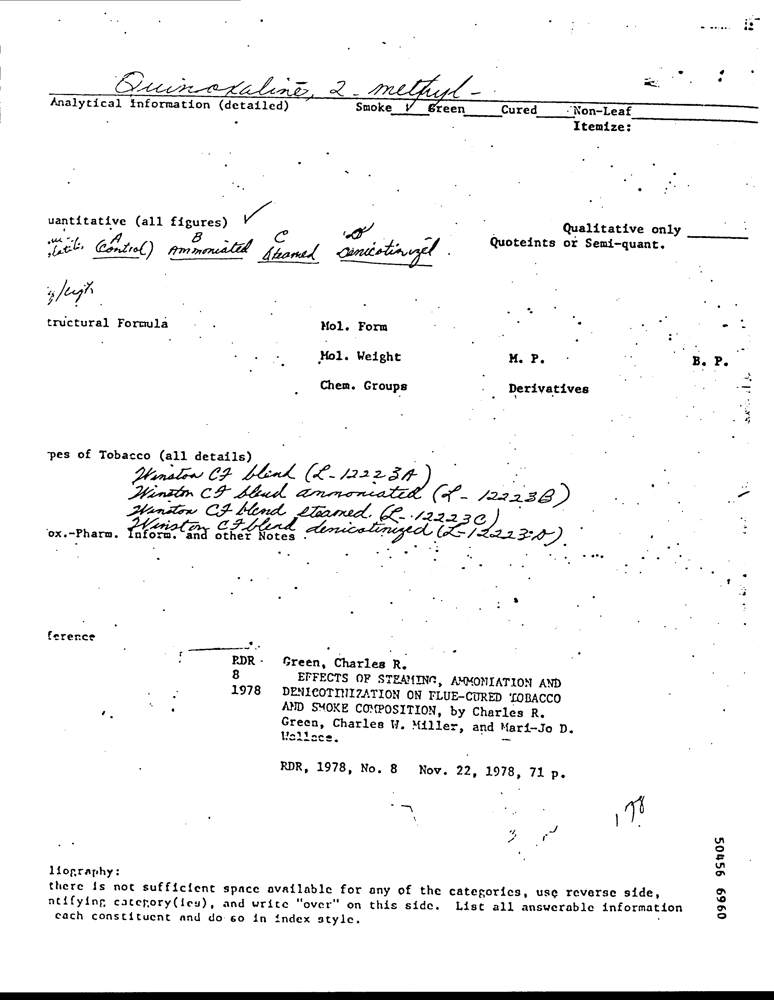 Quinoxaline, 2-methyl-
Analytical Information (detailed) Smoke ✓ Green Cured Non-Leaf
Itemize:
uantitative (all figures) ✓
Qualitative only
Quoteints or Semi-quant.
A B C D
(Control) Ammoniated Steamed Denicotinized
tructural Formula Mol. Form
Mol. Weight M. P. B. P.
Chem. Groups Derivatives
pes of Tobacco (all details)
Winston CF blend (L-12223A)
Winston CF blend ammoniated (L-12223B)
Winston CF blend steamed (L-12223C)
Winston CF blend denicotinized (L-12223-D)
ox.-Pharm. Inform. and other Notes
ference
RDR Green, Charles R.
8 EFFECTS OF STEAMING, AMMONIATION AND
1978 DENICOTINIZATION ON FLUE-CURED TOBACCO
AND SMOKE COMPOSITION, by Charles R.
Green, Charles W. Miller, and Mari-Jo D.
Wallace.
RDR, 1978, No. 8 Nov. 22, 1978, 71 p.
liography:
there is not sufficient space available for any of the categories, use reverse side,
ntifying category(ies), and write "over" on this side. List all answerable information
each constituent and do so in index style.
50456 6960